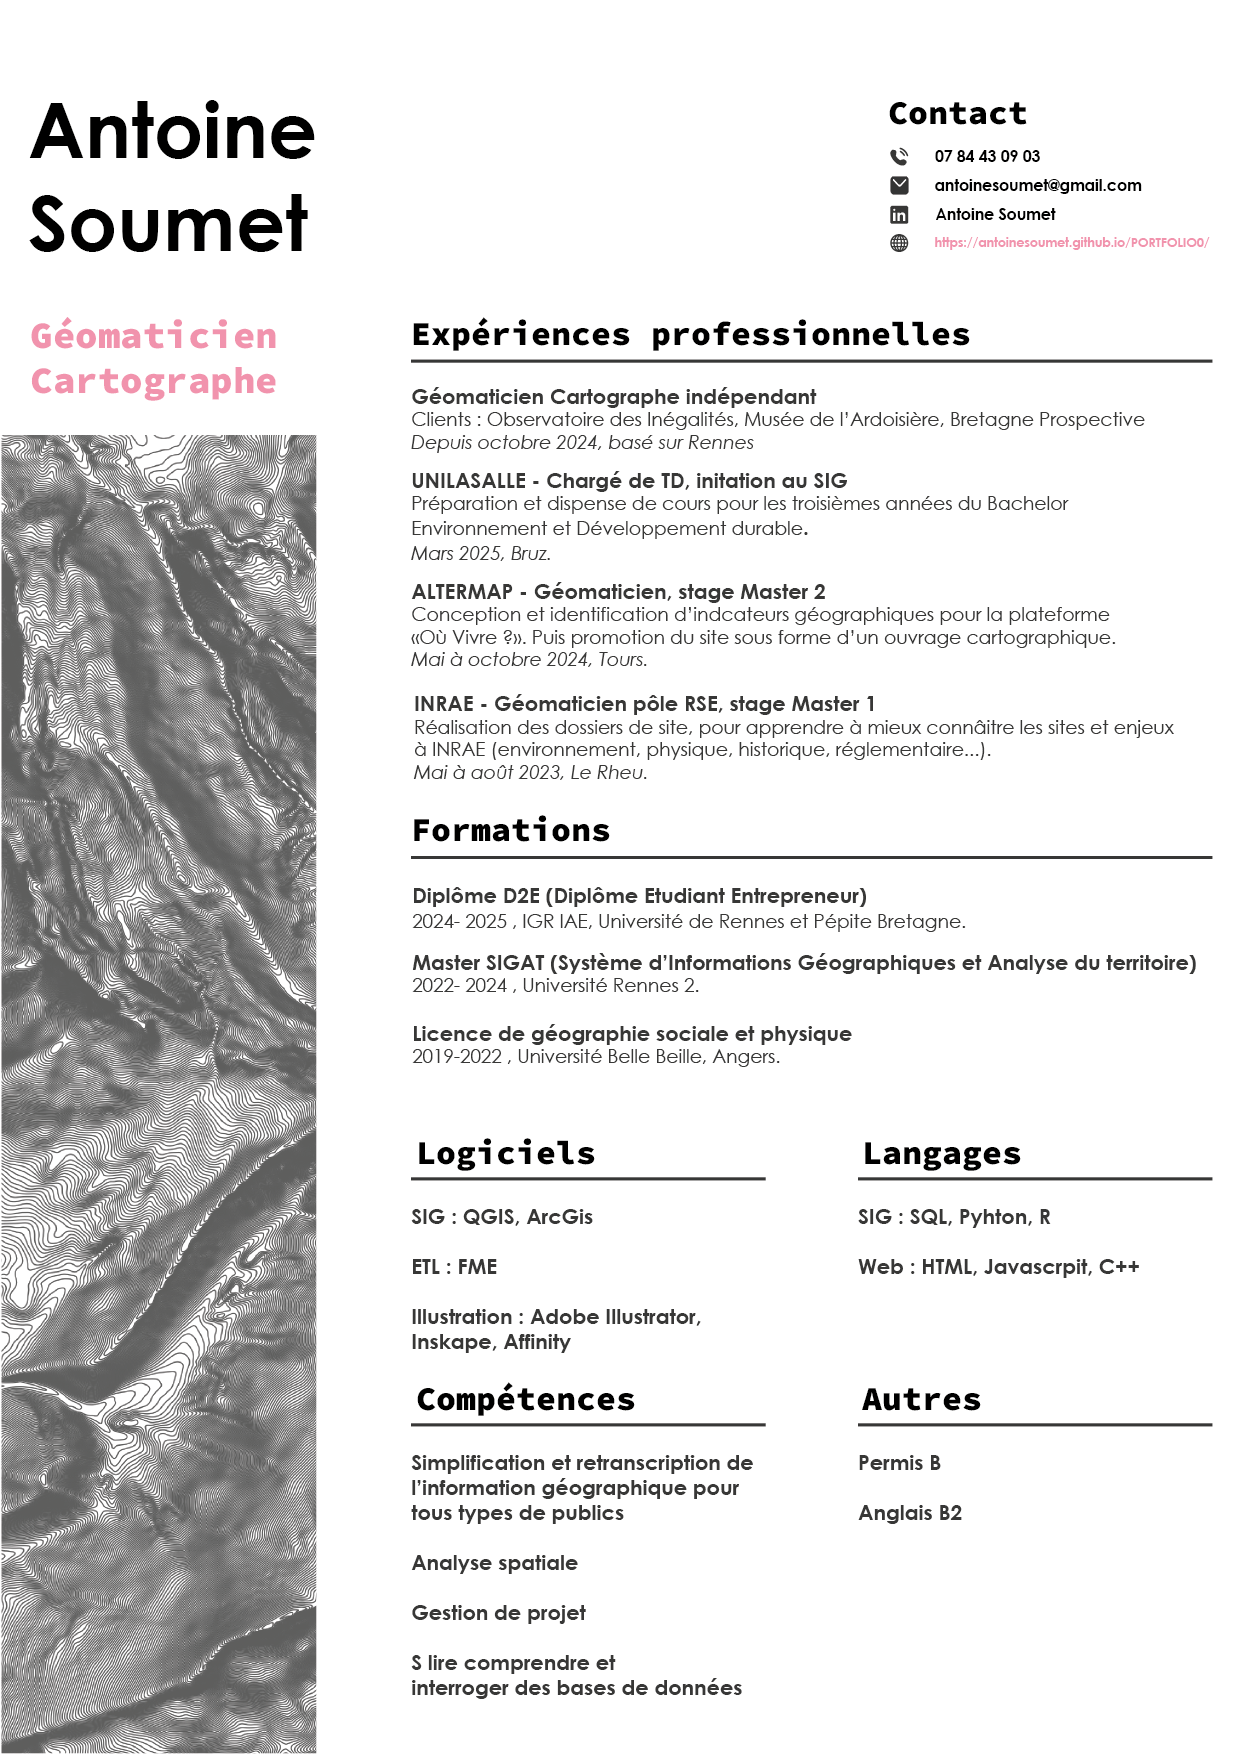 Antoine
Soumet
Contact
07 84 43 09 03
antoinesoumet@gmail.com
Antoine Soumet
https://antoinesoumet.github.io/PORTFOLIO0/
Géomaticien
Cartographe
Expériences professionnelles
Géomaticien Cartographe indépendant
Clients : Observatoire des Inégalités, Musée de l’Ardoisière, Bretagne Prospective
Depuis octobre 2024, basé sur Rennes
UNILASALLE - Chargé de TD, initation au SIG
Préparation et dispense de cours pour les troisièmes années du Bachelor
Environnement et Développement durable.
Mars 2025, Bruz.
ALTERMAP - Géomaticien, stage Master 2
Conception et identification d’indcateurs géographiques pour la plateforme
«Où Vivre ?». Puis promotion du site sous forme d’un ouvrage cartographique.
Mai à octobre 2024, Tours.
INRAE - Géomaticien pôle RSE, stage Master 1
Réalisation des dossiers de site, pour apprendre à mieux connâitre les sites et enjeux
à INRAE (environnement, physique, historique, réglementaire...).
Mai à août 2023, Le Rheu.
Formations
Diplôme D2E (Diplôme Etudiant Entrepreneur)
2024- 2025 , IGR IAE, Université de Rennes et Pépite Bretagne.
Master SIGAT (Système d’Informations Géographiques et Analyse du territoire)
2022- 2024 , Université Rennes 2.
Licence de géographie sociale et physique
2019-2022 , Université Belle Beille, Angers.
Logiciels
SIG : QGIS, ArcGis
ETL : FME
Illustration : Adobe Illustrator,
Inskape, Affinity
Langages
SIG : SQL, Pyhton, R
Web : HTML, Javascrpit, C++
Compétences
Simplification et retranscription de
l’information géographique pour
tous types de publics
Analyse spatiale
Gestion de projet
S lire comprendre et
interroger des bases de données
Autres
Permis B
Anglais B2